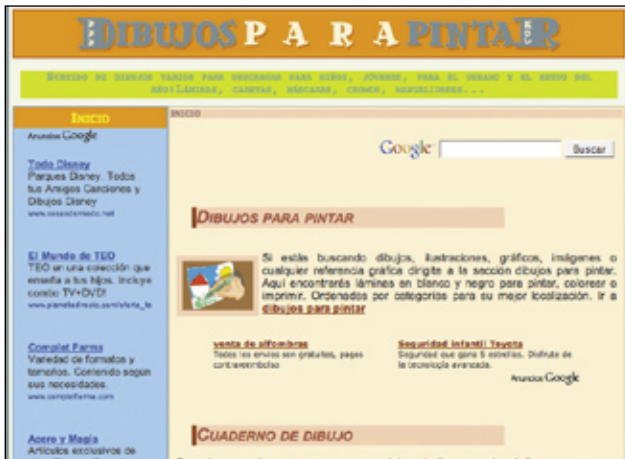 WWW DIBUJOS PARA PINTAR COM
SURTIDO DE DIBUJOS VARIOS PARA DESCARGAR PARA NIÑOS, JÓVENES, PARA EL VERANO Y EL RESTO DEL
AÑO: LÁMINAS, CARETAS, MÁSCARAS, CROMOS, MANUALIDADES...
INICIO
Anuncios Google
Todo Disney
Parques Disney. Todos
tus Amigos Canciones y
Dibujos Disney
El Mundo de TEO
TEO en una colección que
enseña a tus hijos. Incluye
combo TV+DVD!
Complet Farma
Variedad de formatos y
tamaños. Contenido según
sus necesidades.
www.completfarma.com
Acero y Magia
Artículos exclusivos de
INICIO
Google Buscar
DIBUJOS PARA PINTAR
Si estás buscando dibujos, ilustraciones, gráficos, imágenes o
cualquier referencia gráfica dirígite a la sección dibujos para pintar.
Aquí encontrarás láminas en blanco y negro para pintar, colorear o
imprimir. Ordenados por categorías para su mejor localización. Ir a
dibujos para pintar
venta de alfombras
Todos los envios son gratuitos, pagos
contrareembolso
Seguridad infantil Toyota
Seguridad que gana 5 estrellas. Disfrute de
la tecnología avanzada.
Anuncios Google
CUADERNO DE DIBUJO